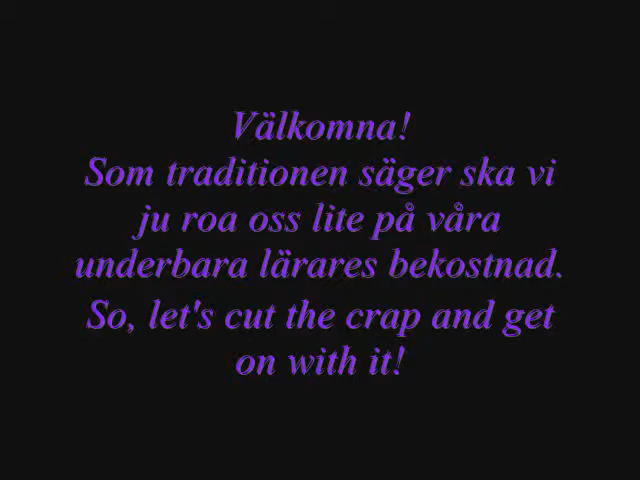 Välkomna!
Som traditionen säger ska vi
ju roa oss lite på våra
underbara lärares bekostnad.
So, let's cut the crap and get
on with it!